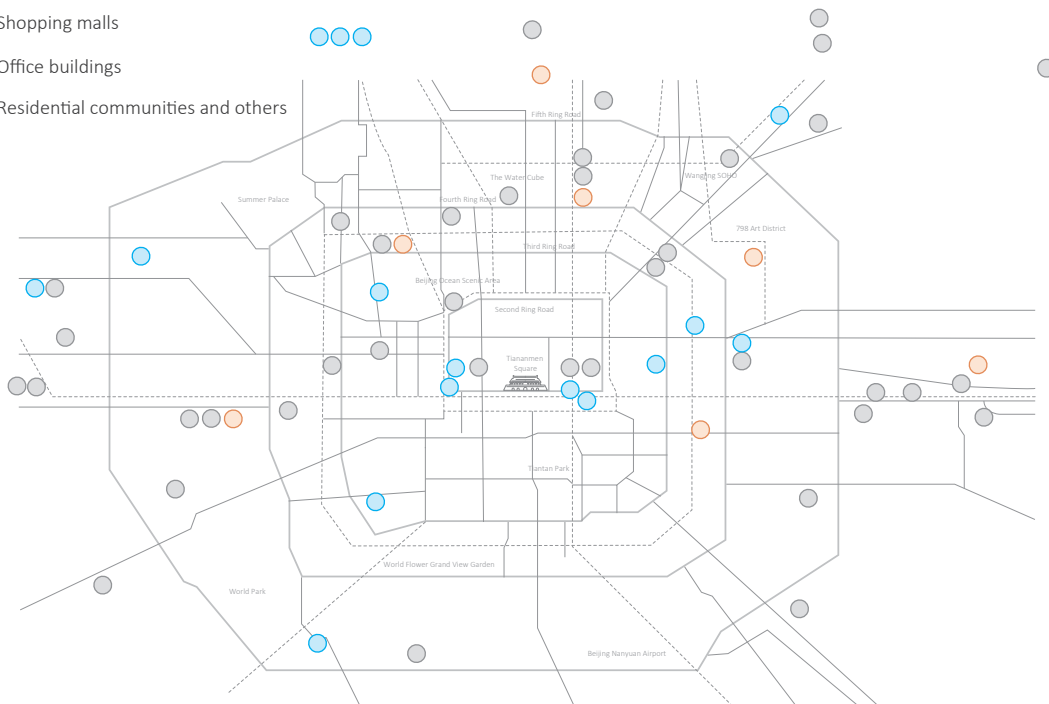 Shopping malls
Office buildings
Residential communities and others
Fifth Ring Road
The Water Cube
Wangjing SOHO
Summer Palace
Fourth Ring Road
798 Art District
Third Ring Road
Beijing Ocean Scenic Area
Second Ring Road
Tiananmen
Square
Tiantan Park
World Flower Grand View Garden
World Park
Beijing Nanyuan Airport